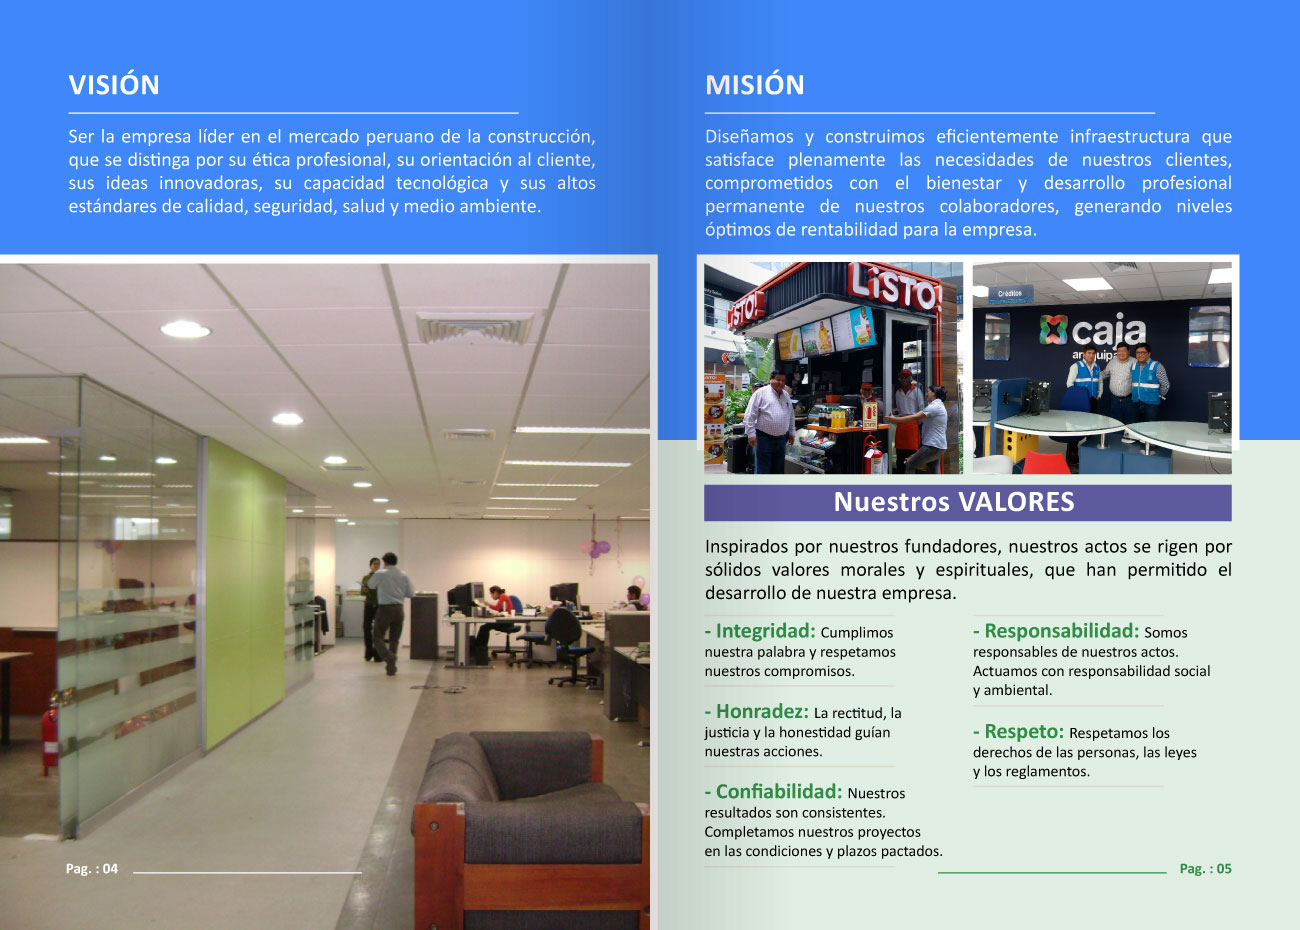 VISIÓN
Ser la empresa líder en el mercado peruano de la construcción,
que se distinga por su ética profesional, su orientación al cliente,
sus ideas innovadoras, su capacidad tecnológica y sus altos
estándares de calidad, seguridad, salud y medio ambiente.
Pag. : 04
MISIÓN
Diseñamos y construimos eficientemente infraestructura que
satisface plenamente las necesidades de nuestros clientes,
comprometidos con el bienestar y desarrollo profesional
permanente de nuestros colaboradores, generando niveles
óptimos de rentabilidad para la empresa.
LiSTO!
LiSTO!
Créditos
caja
Nuestros VALORES
Inspirados por nuestros fundadores, nuestros actos se rigen por
sólidos valores morales y espirituales, que han permitido el
desarrollo de nuestra empresa.
- Integridad: Cumplimos
nuestra palabra y respetamos
nuestros compromisos.
- Honradez: La rectitud, la
justicia y la honestidad guían
nuestras acciones.
- Confiabilidad: Nuestros
resultados son consistentes.
Completamos nuestros proyectos
en las condiciones y plazos pactados.
- Responsabilidad: Somos
responsables de nuestros actos.
Actuamos con responsabilidad social
y ambiental.
- Respeto: Respetamos los
derechos de las personas, las leyes
y los reglamentos.
Pag. : 05